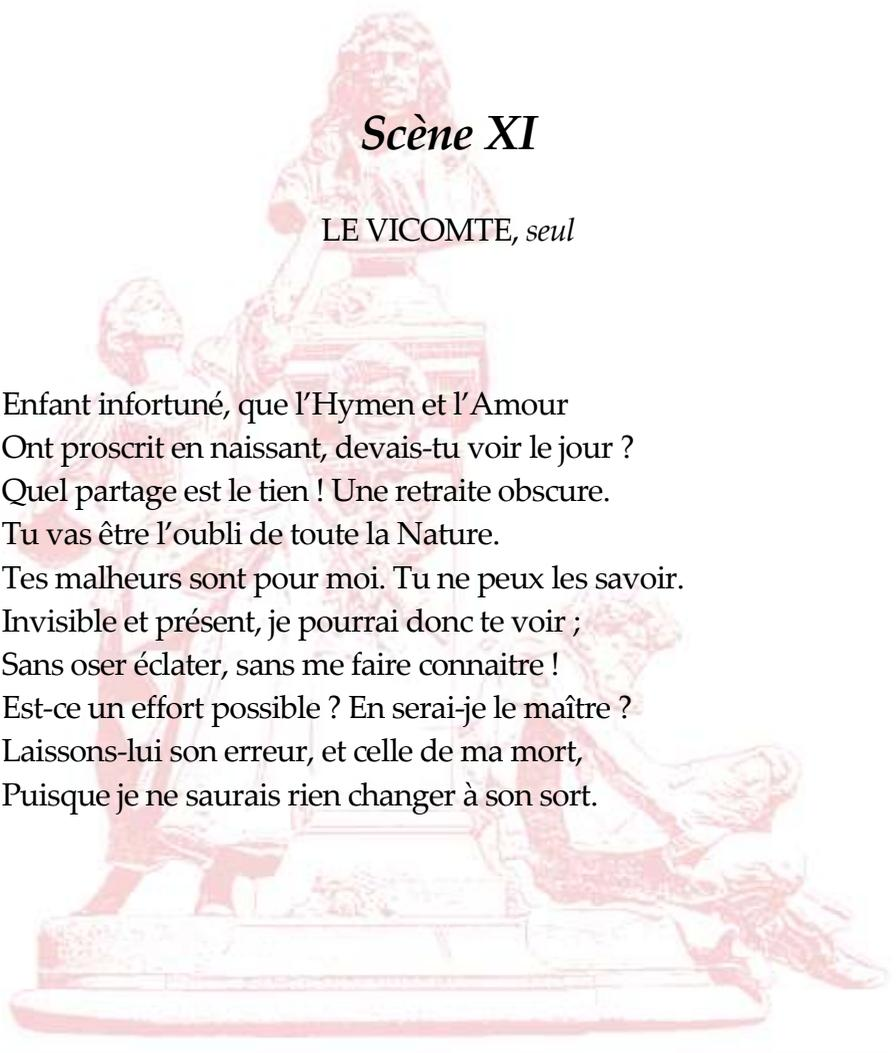 Scène XI
LE VICOMTE, seul
Enfant infortuné, que l’Hymen et l’Amour
Ont proscrit en naissant, devais-tu voir le jour ?
Quel partage est le tien ! Une retraite obscure.
Tu vas être l’oubli de toute la Nature.
Tes malheurs sont pour moi. Tu ne peux les savoir.
Invisible et présent, je pourrai donc te voir ;
Sans oser éclater, sans me faire connaitre !
Est-ce un effort possible ? En serai-je le maître ?
Laissons-lui son erreur, et celle de ma mort,
Puisque je ne saurais rien changer à son sort.